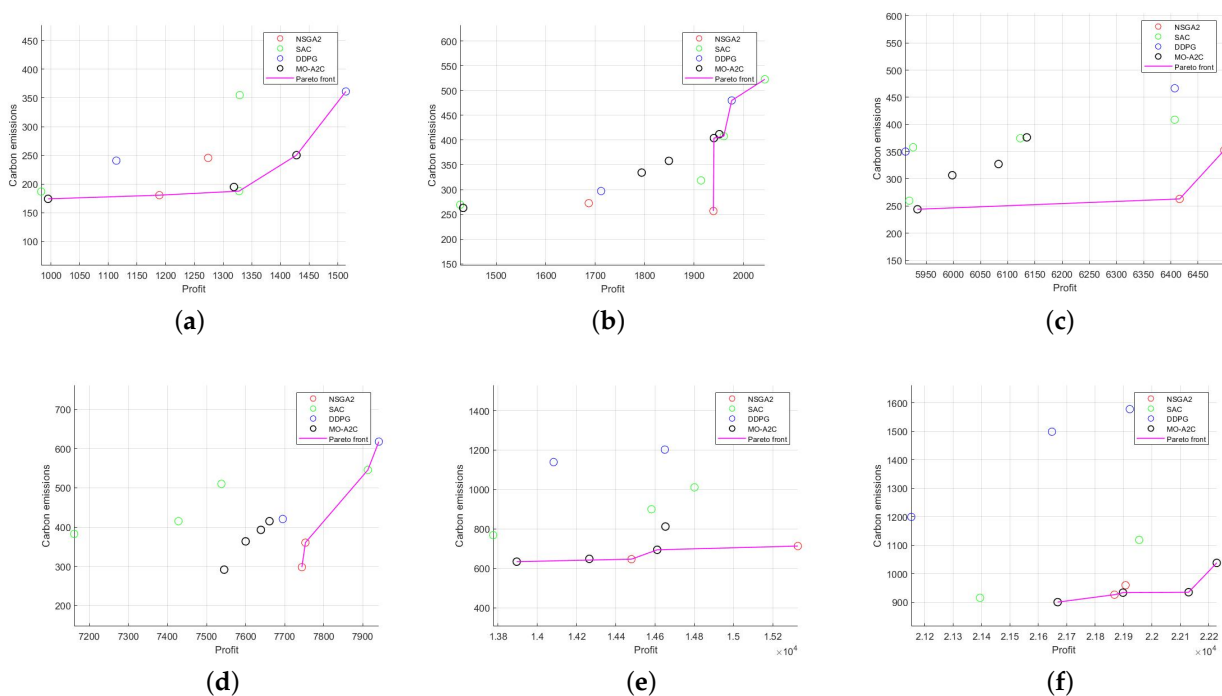 450
400
350
300
250
200
150
100
Carbon emissions
1000 1050 1100 1150 1200 1250 1300 1350 1400 1450 1500
Profit
NSGA2
SAC
DDPG
MO-A2C
Pareto front
(a)
600
550
500
450
400
350
300
250
200
150
Carbon emissions
1500 1600 1700 1800 1900 2000
Profit
NSGA2
SAC
DDPG
MO-A2C
Pareto front
(b)
600
550
500
450
400
350
300
250
200
150
Carbon emissions
5950 6000 6050 6100 6150 6200 6250 6300 6350 6400 6450
Profit
NSGA2
SAC
DDPG
MO-A2C
Pareto front
(c)
700
600
500
400
300
200
Carbon emissions
7200 7300 7400 7500 7600 7700 7800 7900
Profit
NSGA2
SAC
DDPG
MO-A2C
Pareto front
(d)
1400
1200
1000
800
600
400
Carbon emissions
1.38 1.4 1.42 1.44 1.46 1.48 1.5 1.52
Profit
×10⁴
NSGA2
SAC
DDPG
MO-A2C
Pareto front
(e)
1600
1500
1400
1300
1200
1100
1000
900
Carbon emissions
2.12 2.13 2.14 2.15 2.16 2.17 2.18 2.19 2.2 2.21 2.22
Profit
×10⁴
NSGA2
SAC
DDPG
MO-A2C
Pareto front
(f)